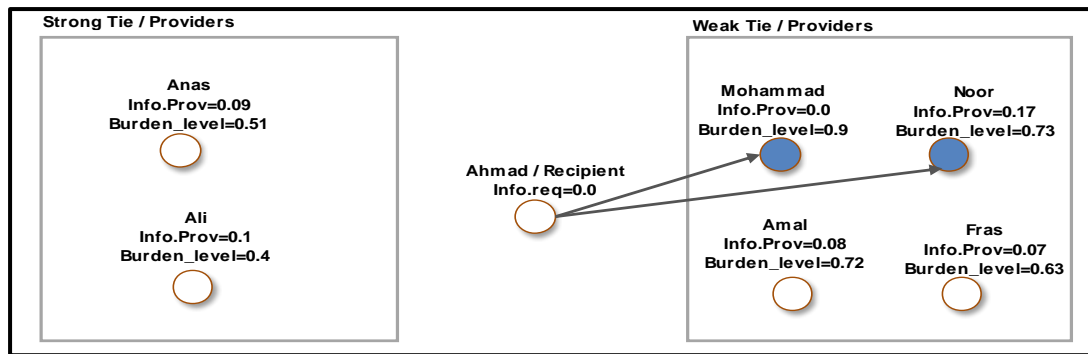 Strong Tie / Providers
Anas
Info.Prov=0.09
Burden_level=0.51
Ali
Info.Prov=0.1
Burden_level=0.4
Ahmad / Recipient
Info.req=0.0
Weak Tie / Providers
Mohammad
Info.Prov=0.0
Burden_level=0.9
Noor
Info.Prov=0.17
Burden_level=0.73
Amal
Info.Prov=0.08
Burden_level=0.72
Fras
Info.Prov=0.07
Burden_level=0.63